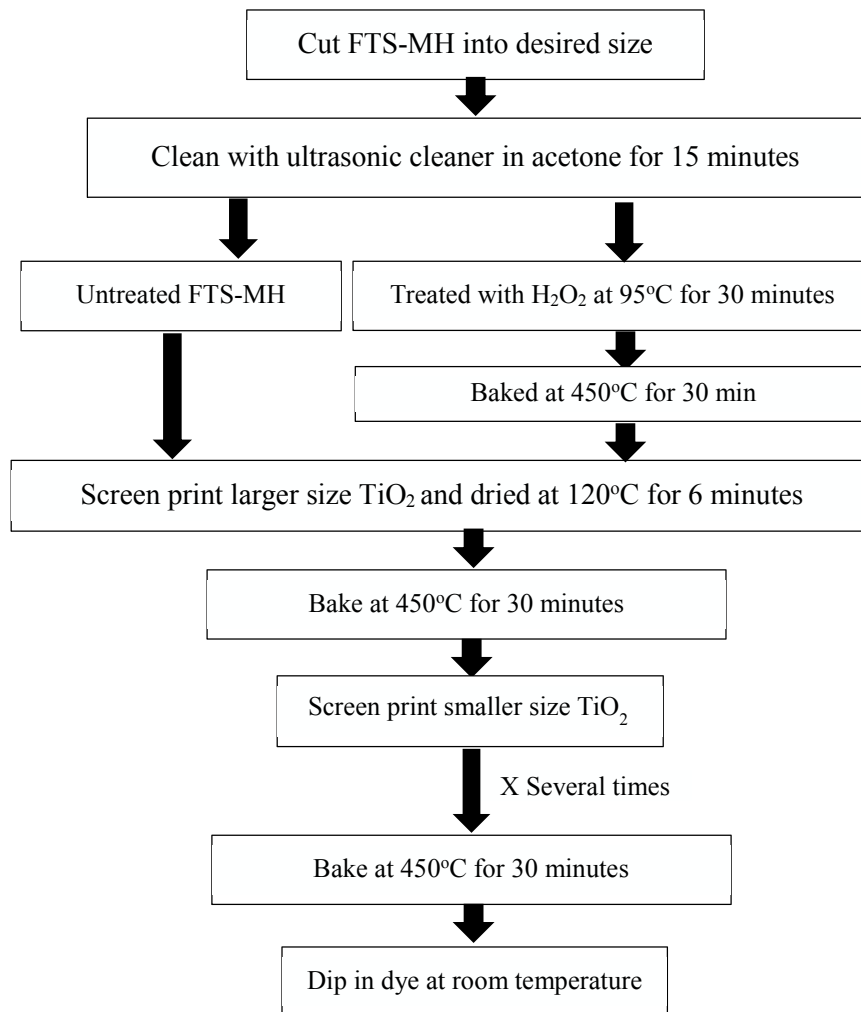 Cut FTS-MH into desired size
Clean with ultrasonic cleaner in acetone for 15 minutes
Untreated FTS-MH
Treated with H₂O₂ at 95ᵒC for 30 minutes
Baked at 450ᵒC for 30 min
Screen print larger size TiO₂ and dried at 120ᵒC for 6 minutes
Bake at 450ᵒC for 30 minutes
Screen print smaller size TiO₂
X Several times
Bake at 450ᵒC for 30 minutes
Dip in dye at room temperature